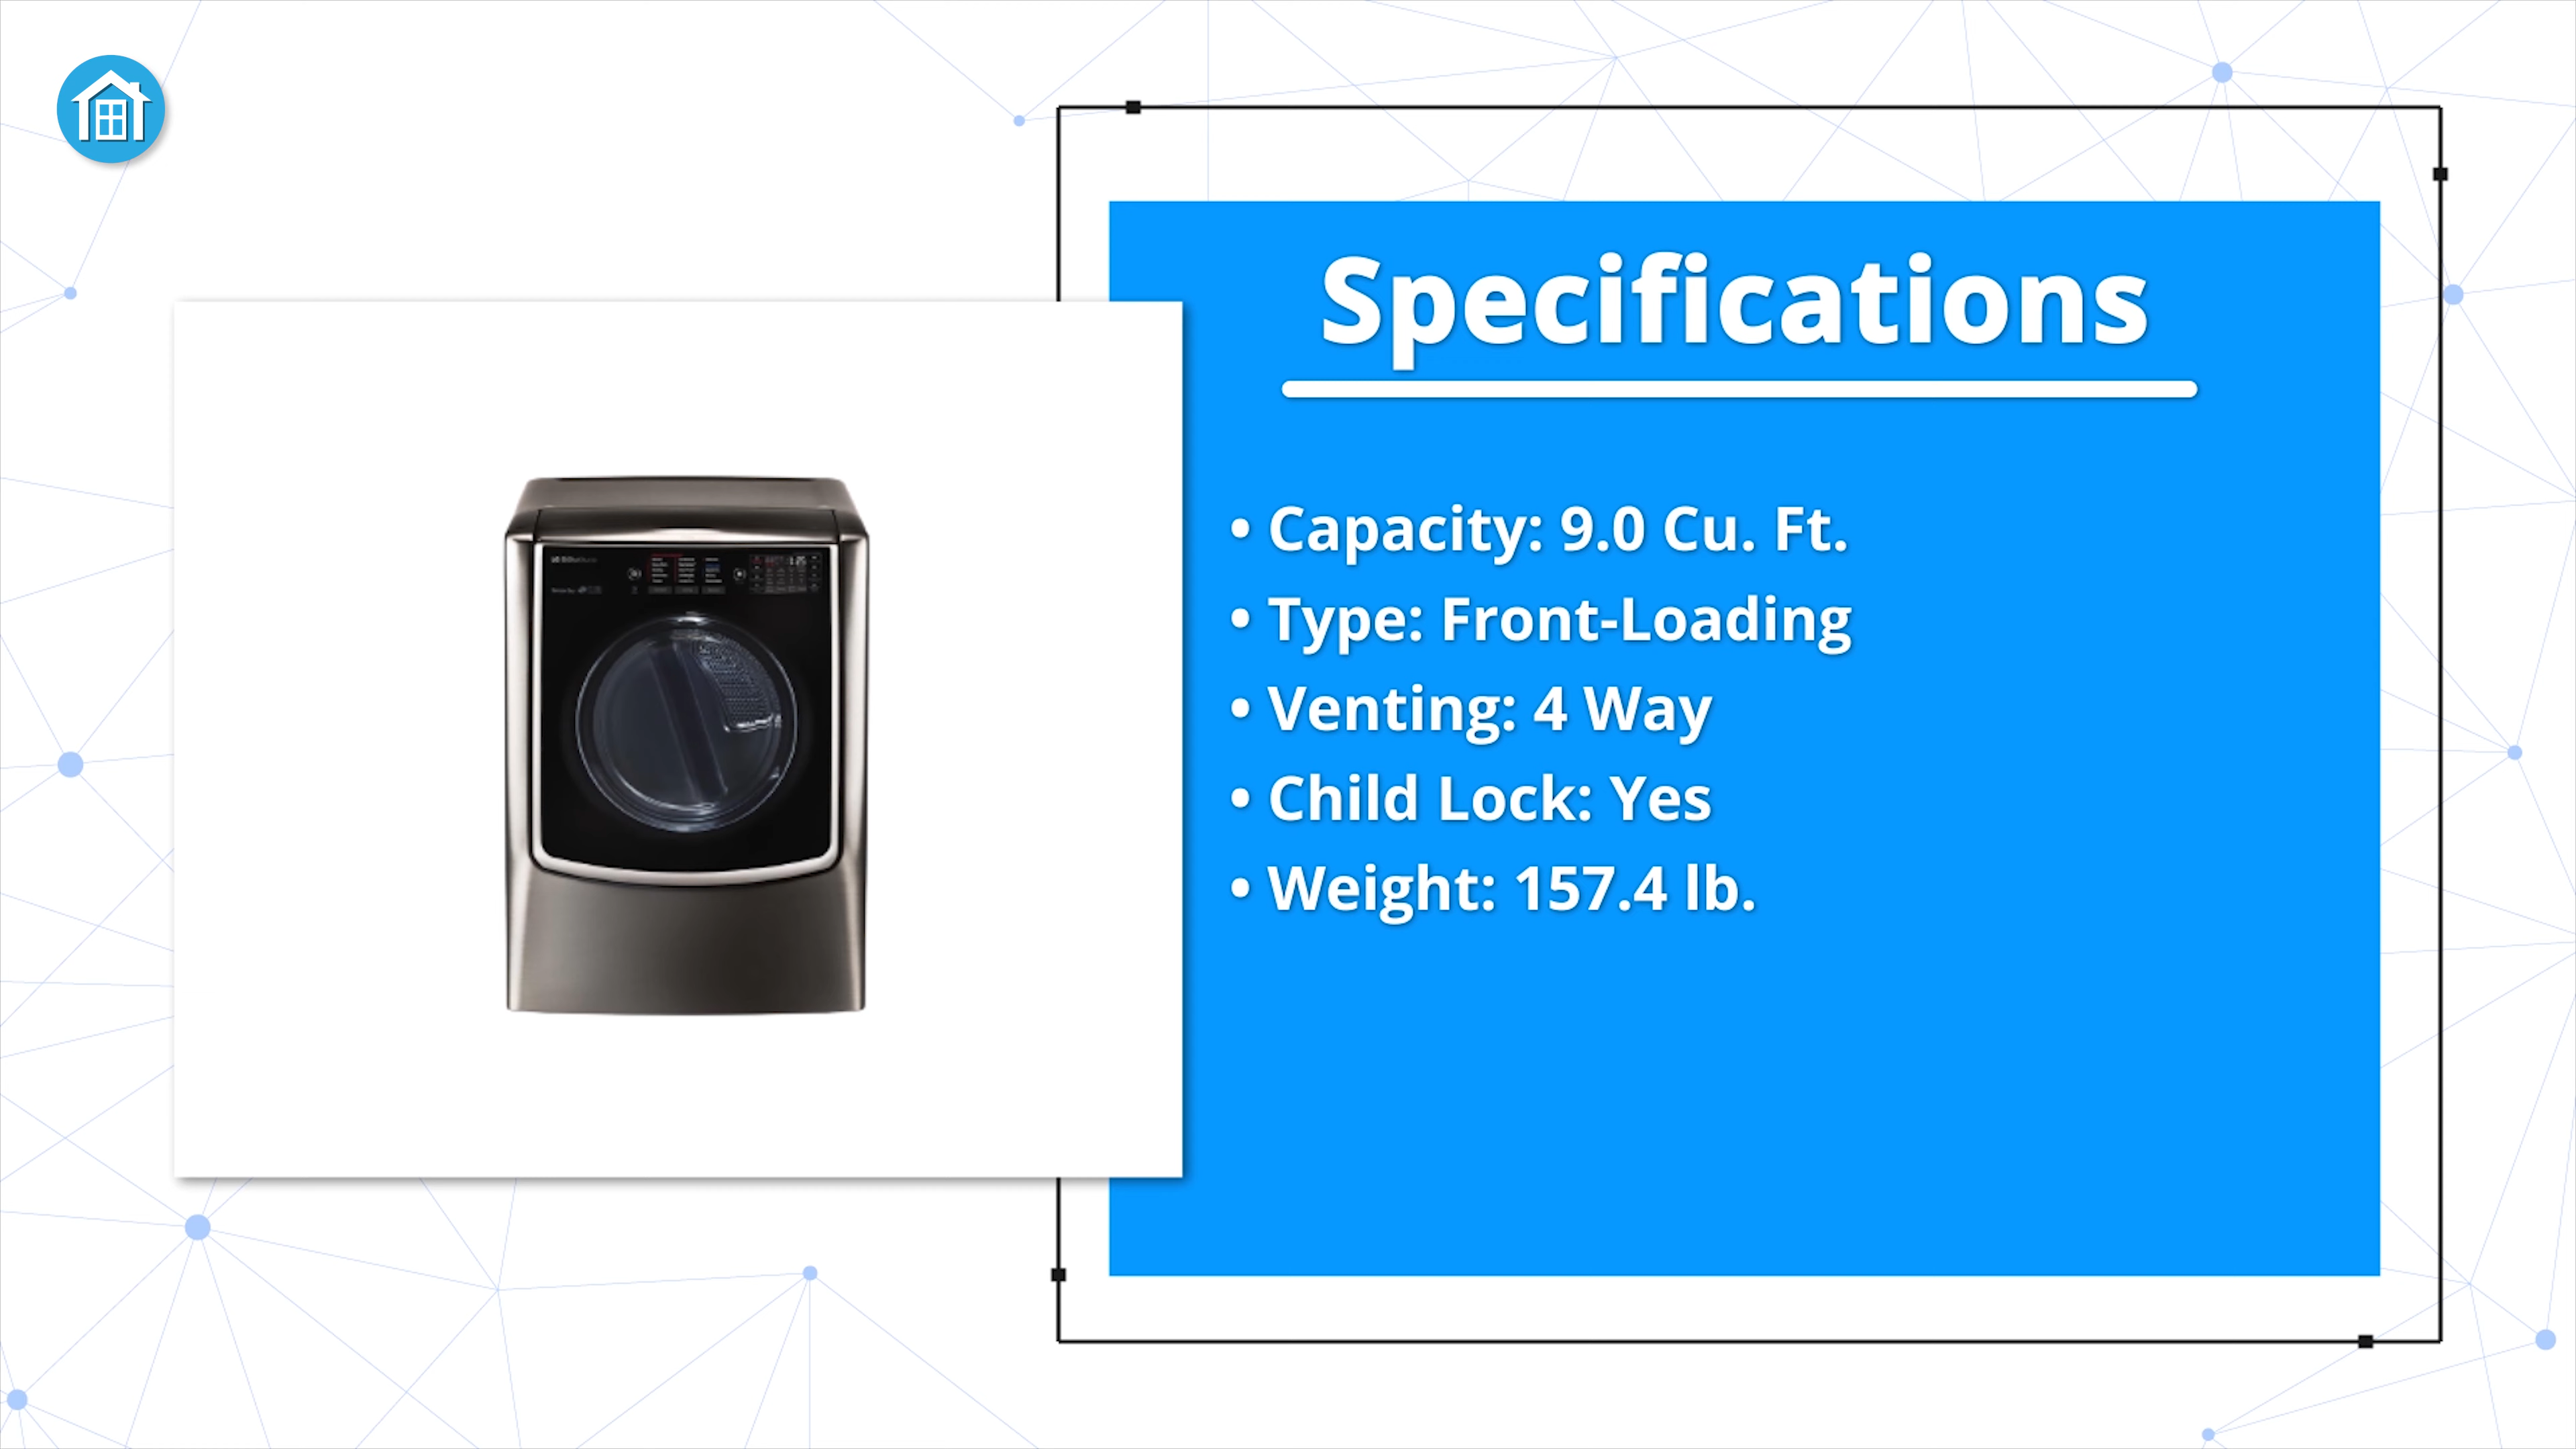 Specifications
• Capacity: 9.0 Cu. Ft.
• Type: Front-Loading
• Venting: 4 Way
• Child Lock: Yes
• Weight: 157.4 lb.